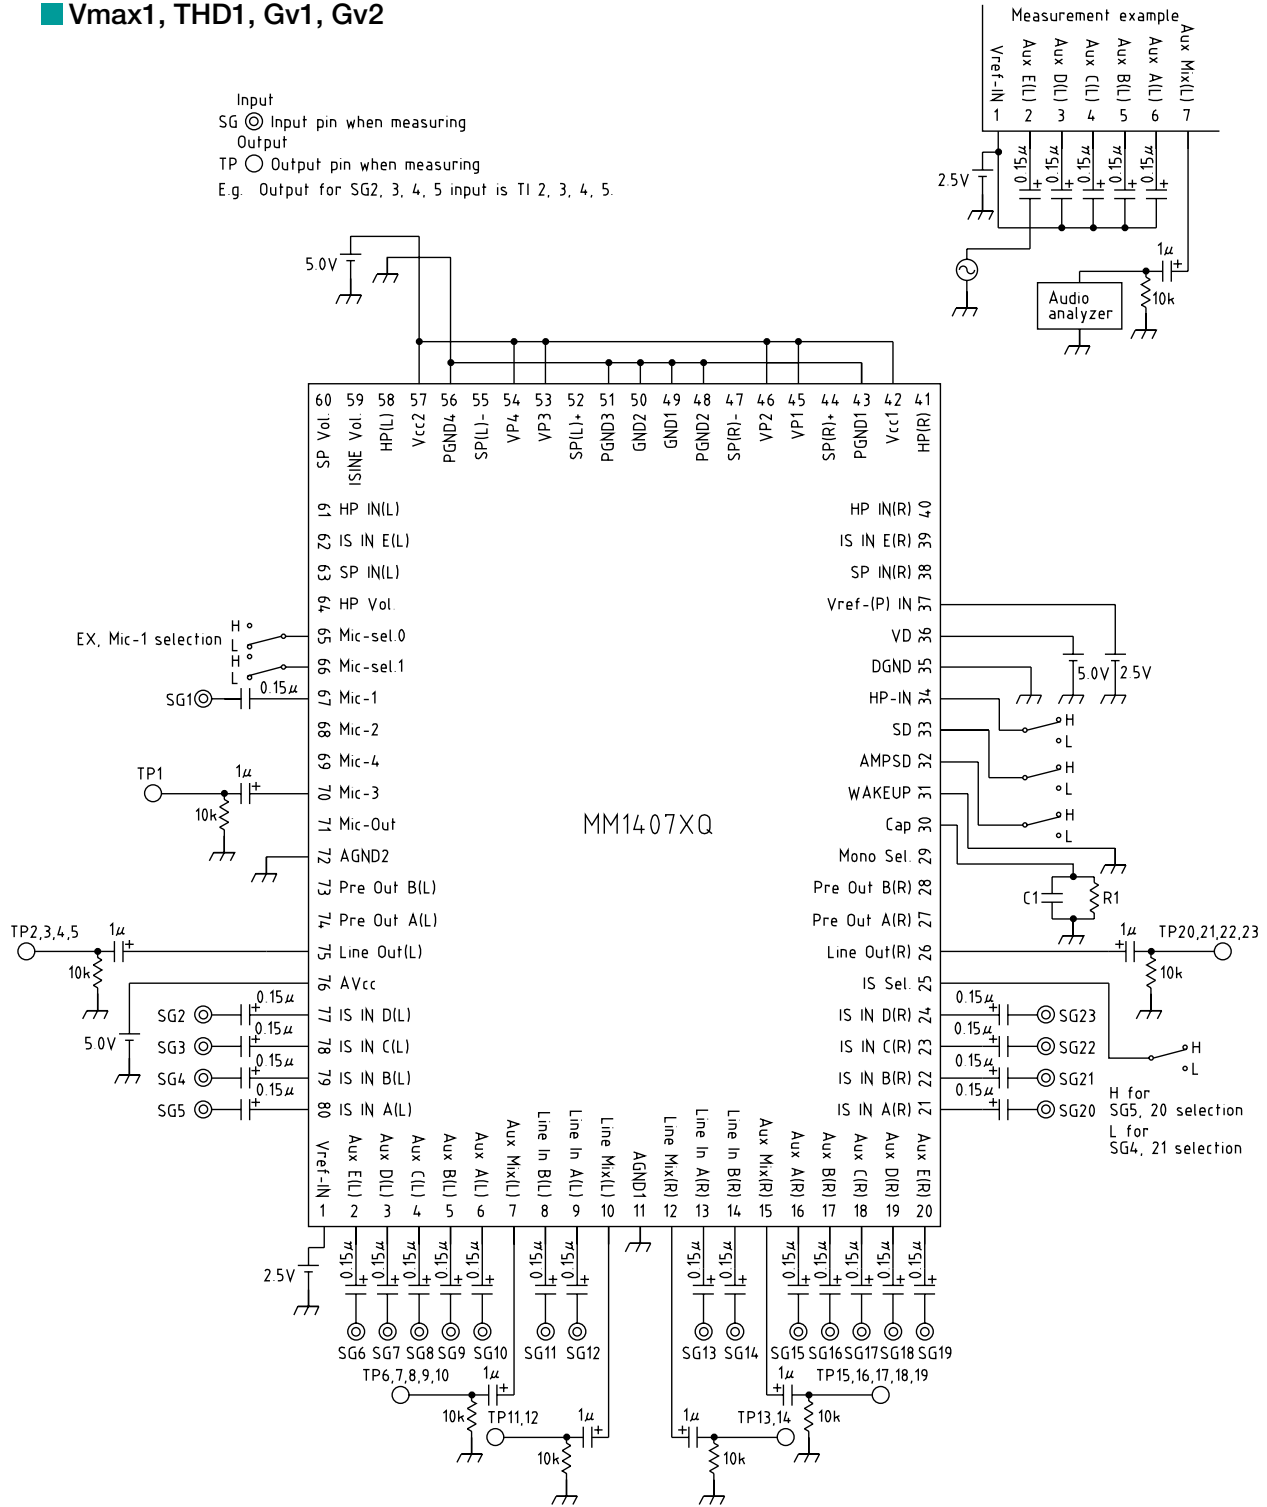 Vmax1, THD1, Gv1, Gv2
Measurement example
Vref-IN
Aux E(L)
Aux D(L)
Aux C(L)
Aux B(L)
Aux A(L)
Aux Mix(L)
1 2 3 4 5 6 7
0.15μ 0.15μ 0.15μ 0.15μ 0.15μ
+ + + + +
2.5V
1μ
+
10k
Audio
analyzer
Input
SG Input pin when measuring
Output
TP Output pin when measuring
E.g. Output for SG2, 3, 4, 5 input is TI 2, 3, 4, 5.
5.0V
60 59 58 57 56 55 54 53 52 51 50 49 48 47 46 45 44 43 42 41
SP Vol.
ISINE Vol.
HP(L)
Vcc2
PGND4
SP(L)-
VP4
VP3
SP(L)+
PGND3
GND2
GND1
PGND2
SP(R)-
VP2
VP1
SP(R)+
PGND1
Vcc1
HP(R)
61 HP IN(L)
62 IS IN E(L)
63 SP IN(L)
64 HP Vol.
65 Mic-sel.0
66 Mic-sel.1
67 Mic-1
68 Mic-2
69 Mic-4
70 Mic-3
71 Mic-Out
72 AGND2
73 Pre Out B(L)
74 Pre Out A(L)
75 Line Out(L)
76 AVcc
77 IS IN D(L)
78 IS IN C(L)
79 IS IN B(L)
80 IS IN A(L)
EX, Mic-1 selection
H
L
H
L
SG1
0.15μ
TP1
1μ
+
10k
TP2,3,4,5
1μ
+
10k
5.0V
SG2 0.15μ +
SG3 0.15μ +
SG4 0.15μ +
SG5 0.15μ +
MM1407XQ
HP IN(R) 40
IS IN E(R) 39
SP IN(R) 38
Vref-(P) IN 37
VD 36
DGND 35
HP-IN 34
SD 33
AMPSD 32
WAKEUP 31
Cap 30
Mono Sel. 29
Pre Out B(R) 28
Pre Out A(R) 27
Line Out(R) 26
IS Sel. 25
IS IN D(R) 24
IS IN C(R) 23
IS IN B(R) 22
IS IN A(R) 21
5.0V 2.5V
H
L
H
L
H
L
C1 R1
1μ
+
TP20,21,22,23
10k
0.15μ + SG23
0.15μ + SG22
0.15μ + SG21
0.15μ + SG20
H
L
H for
SG5, 20 selection
L for
SG4, 21 selection
Vref-IN
Aux E(L)
Aux D(L)
Aux C(L)
Aux B(L)
Aux A(L)
Aux Mix(L)
Line In B(L)
Line In A(L)
Line Mix(L)
AGND1
Line Mix(R)
Line In A(R)
Line In B(R)
Aux Mix(R)
Aux A(R)
Aux B(R)
Aux C(R)
Aux D(R)
Aux E(R)
1 2 3 4 5 6 7 8 9 10 11 12 13 14 15 16 17 18 19 20
2.5V
0.15μ 0.15μ 0.15μ 0.15μ 0.15μ 0.15μ 0.15μ 0.15μ 0.15μ 0.15μ 0.15μ 0.15μ 0.15μ 0.15μ
+ + + + + + + + + + + + + +
SG6 SG7 SG8 SG9 SG10 SG11 SG12 SG13 SG14 SG15 SG16 SG17 SG18 SG19
TP6,7,8,9,10
1μ
+
10k
TP11,12
1μ
+
10k
1μ
+
TP13,14
10k
1μ
+
TP15,16,17,18,19
10k